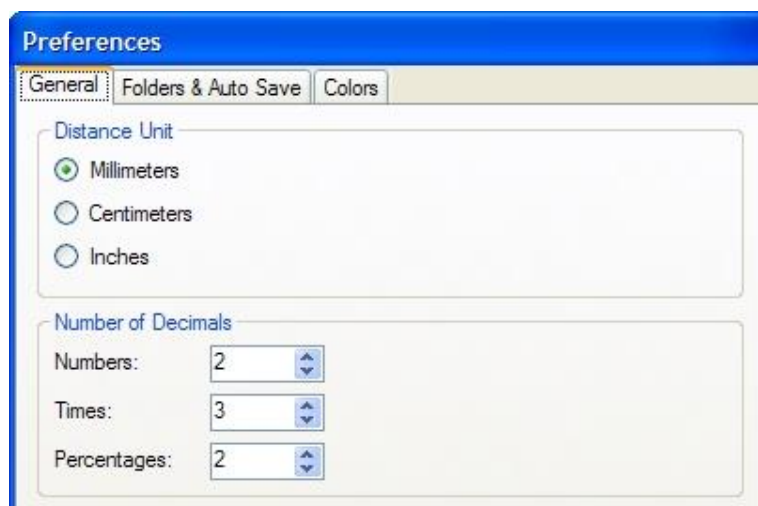 Preferences
General Folders & Auto Save Colors
Distance Unit
Millimeters
Centimeters
Inches
Number of Decimals
Numbers: 2
Times: 3
Percentages: 2